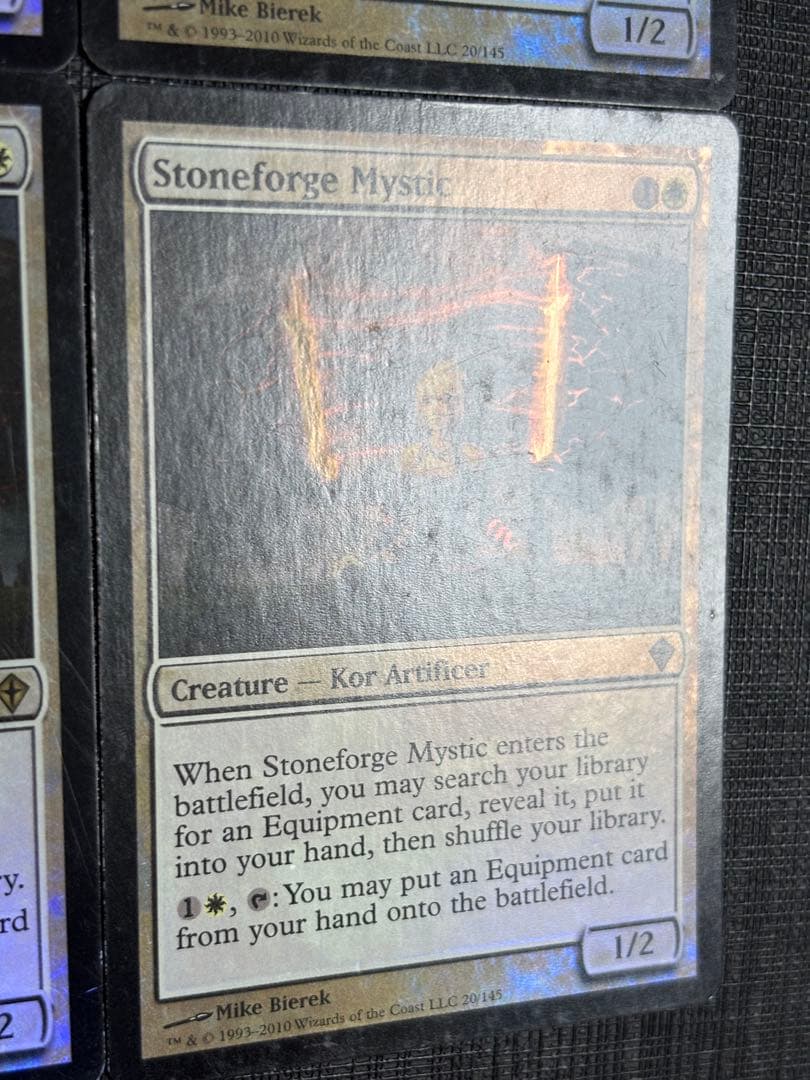 Mike Bierek
™ & © 1993–2010 Wizards of the Coast LLC 20/145
1/2
Stoneforge Mystic
1
Creature — Kor Artificer
When Stoneforge Mystic enters the
battlefield, you may search your library
for an Equipment card, reveal it, put it
into your hand, then shuffle your library.
1, : You may put an Equipment card
from your hand onto the battlefield.
1/2
Mike Bierek
™ & © 1993–2010 Wizards of the Coast LLC 20/145
y.
rd
2